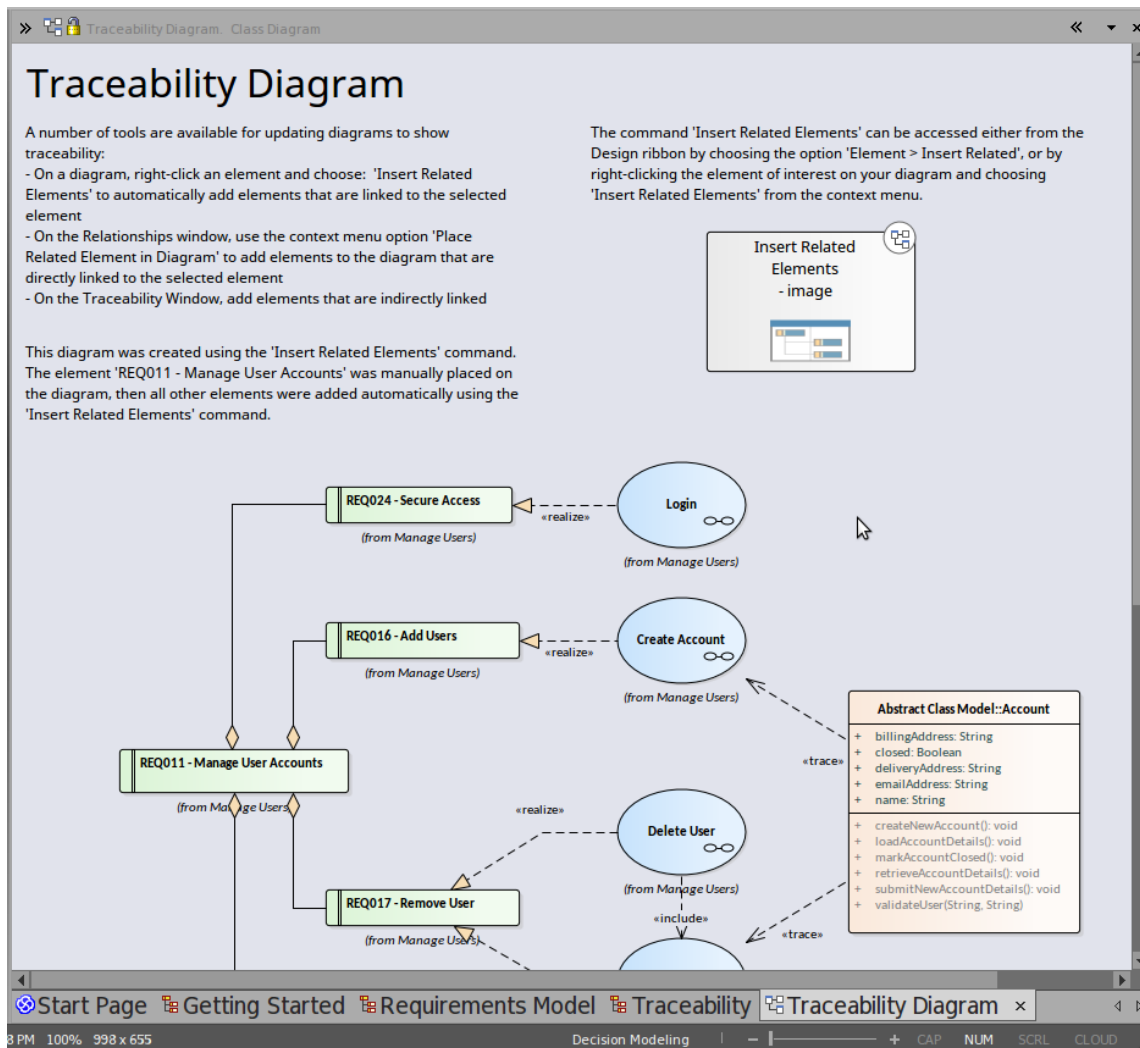 Traceability Diagram.  Class Diagram
Traceability Diagram
A number of tools are available for updating diagrams to show
traceability:
- On a diagram, right-click an element and choose:  'Insert Related
Elements' to automatically add elements that are linked to the selected
element
- On the Relationships window, use the context menu option 'Place
Related Element in Diagram' to add elements to the diagram that are
directly linked to the selected element
- On the Traceability Window, add elements that are indirectly linked
This diagram was created using the 'Insert Related Elements' command.
The element 'REQ011 - Manage User Accounts' was manually placed on
the diagram, then all other elements were added automatically using the
'Insert Related Elements' command.
The command 'Insert Related Elements' can be accessed either from the
Design ribbon by choosing the option 'Element > Insert Related', or by
right-clicking the element of interest on your diagram and choosing
'Insert Related Elements' from the context menu.
Insert Related
Elements
- image
REQ024 - Secure Access
(from Manage Users)
«realize»
Login
(from Manage Users)
REQ016 - Add Users
(from Manage Users)
«realize»
Create Account
(from Manage Users)
REQ011 - Manage User Accounts
(from Manage Users)
«trace»
Abstract Class Model::Account
+ billingAddress: String
+ closed: Boolean
+ deliveryAddress: String
+ emailAddress: String
+ name: String
+ createNewAccount(): void
+ loadAccountDetails(): void
+ markAccountClosed(): void
+ retrieveAccountDetails(): void
+ submitNewAccountDetails(): void
+ validateUser(String, String)
«realize»
Delete User
(from Manage Users)
REQ017 - Remove User
(from Manage Users)
«include»
«trace»
Start Page Getting Started Requirements Model Traceability Traceability Diagram
8 PM 100% 998 x 655 Decision Modeling CAP NUM SCRL CLOUD